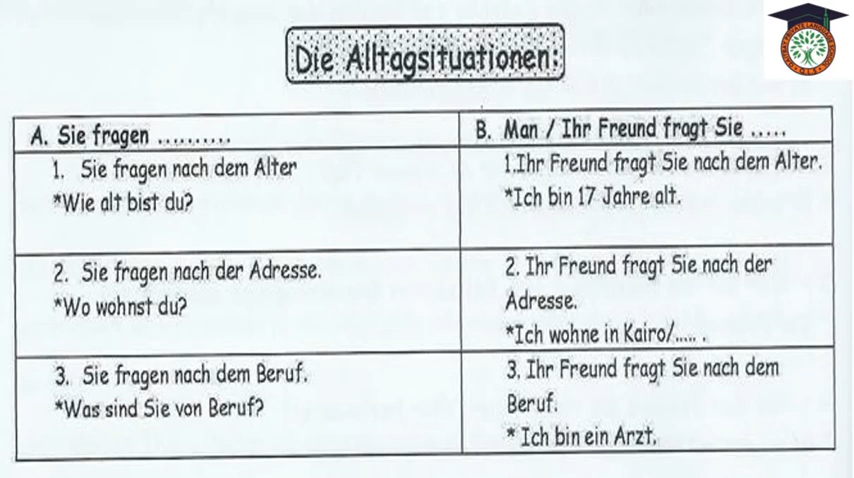 Die Alltagsituationen:
A. Sie fragen ..........
B. Man / Ihr Freund fragt Sie .....
1. Sie fragen nach dem Alter
*Wie alt bist du?
1.Ihr Freund fragt Sie nach dem Alter.
*Ich bin 17 Jahre alt.
2. Sie fragen nach der Adresse.
*Wo wohnst du?
2. Ihr Freund fragt Sie nach der
Adresse.
*Ich wohne in Kairo/..... .
3. Sie fragen nach dem Beruf.
*Was sind Sie von Beruf?
3. Ihr Freund fragt Sie nach dem
Beruf.
* Ich bin ein Arzt.